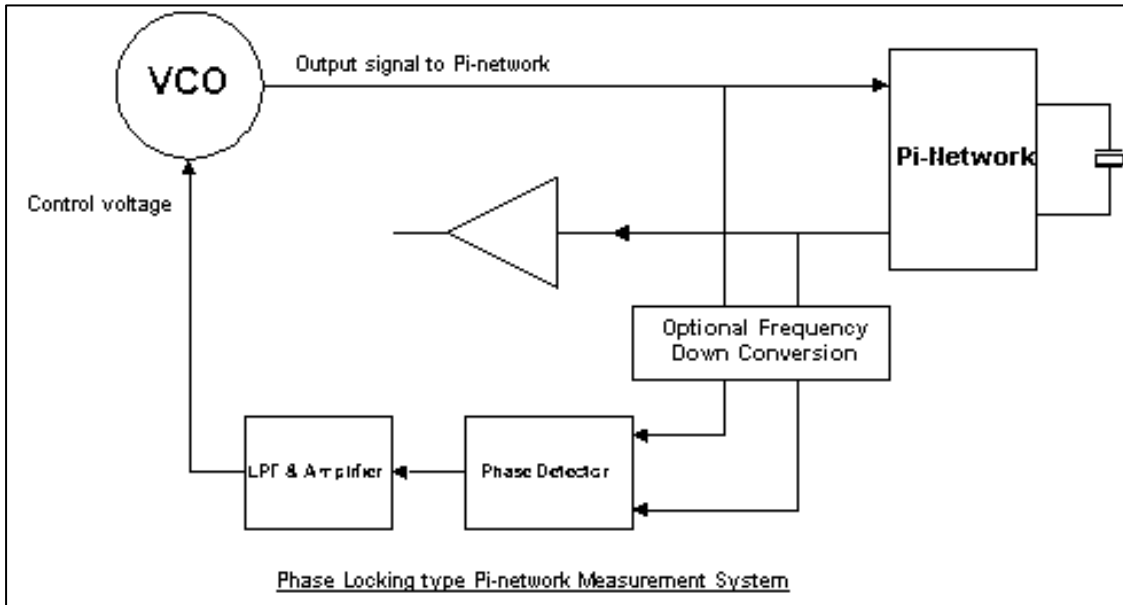 VCO
Output signal to Pi-network
Pi-Network
Control voltage
Optional Frequency
Down Conversion
LPF & Amplifier
Phase Detector
Phase Locking type Pi-network Measurement System